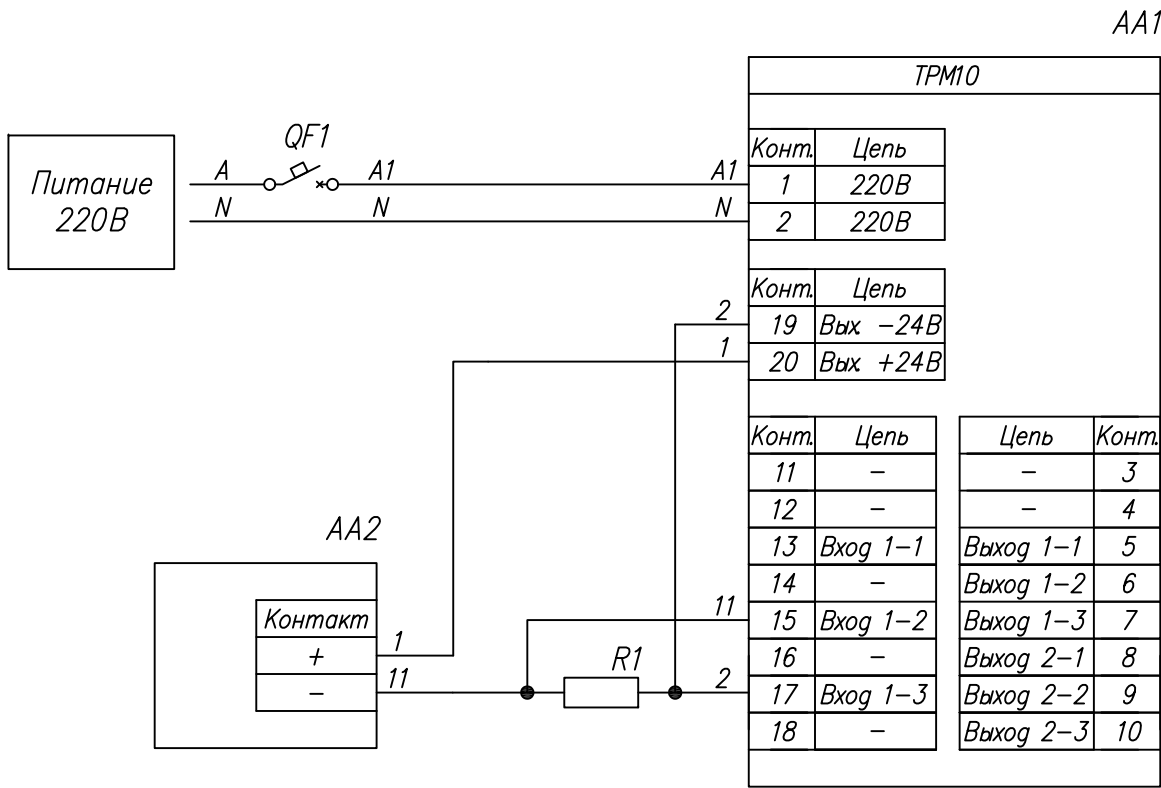 AA1
ТРМ10
Питание
220В
A
QF1
A1
A1
N
N
N
Конт. Цепь
1 220В
2 220В
Конт. Цепь
2 19 Вых. -24В
1 20 Вых. +24В
Конт. Цепь Цепь Конт.
11 - - 3
12 - - 4
13 Вход 1-1 Выход 1-1 5
14 - Выход 1-2 6
11 15 Вход 1-2 Выход 1-3 7
16 - Выход 2-1 8
2 17 Вход 1-3 Выход 2-2 9
18 - Выход 2-3 10
AA2
Контакт
+ 1
- 11
R1